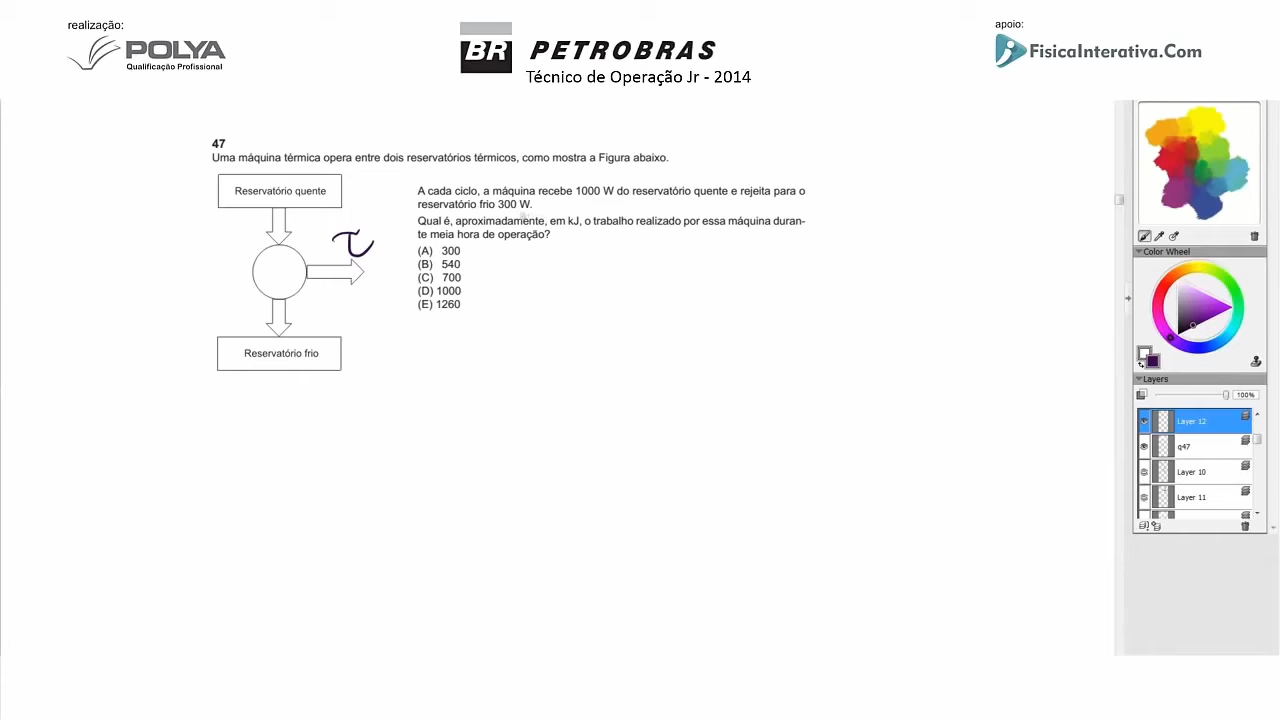 realização:
POLYA
Qualificação Profissional
BR PETROBRAS
Técnico de Operação Jr - 2014
apoio:
FisicaInterativa.Com
47
Uma máquina térmica opera entre dois reservatórios térmicos, como mostra a Figura abaixo.
Reservatório quente
τ
Reservatório frio
A cada ciclo, a máquina recebe 1000 W do reservatório quente e rejeita para o
reservatório frio 300 W.
Qual é, aproximadamente, em kJ, o trabalho realizado por essa máquina duran-
te meia hora de operação?
(A) 300
(B) 540
(C) 700
(D) 1000
(E) 1260
Color Wheel
Layers
100%
Layer 12
q47
Layer 10
Layer 11